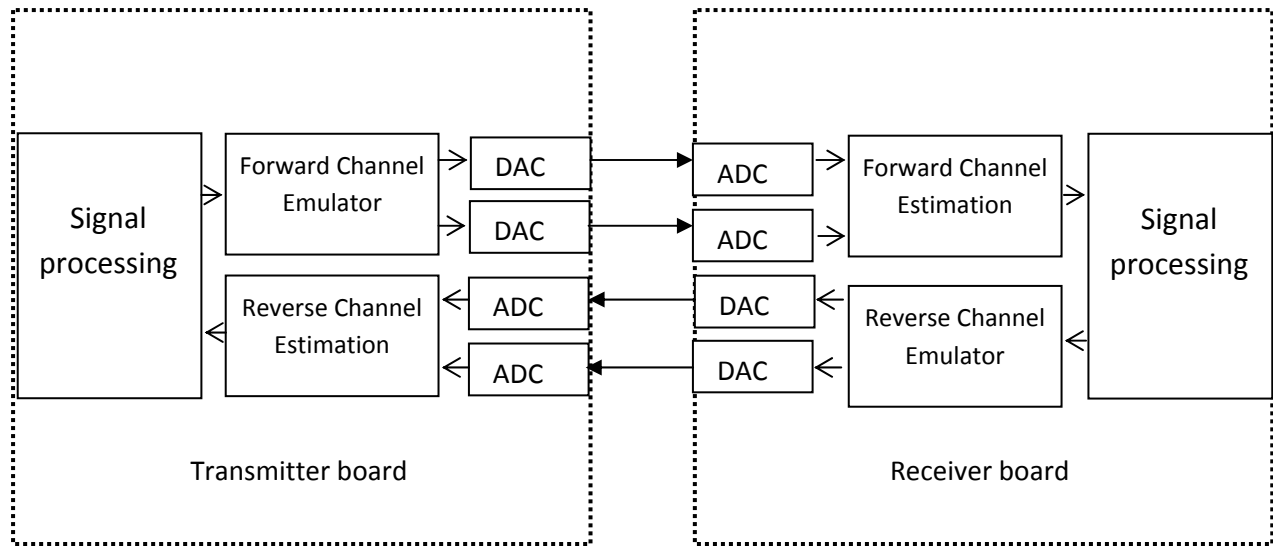 Signal
processing
Forward Channel
Emulator
DAC
DAC
Reverse Channel
Estimation
ADC
ADC
Transmitter board
ADC
ADC
Forward Channel
Estimation
Signal
processing
DAC
DAC
Reverse Channel
Emulator
Receiver board